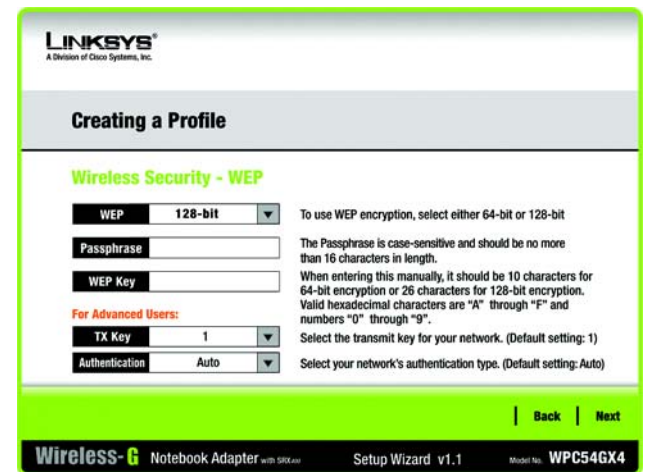 LINKSYS®
A Division of Cisco Systems, Inc.
Creating a Profile
Wireless Security - WEP
WEP 128-bit To use WEP encryption, select either 64-bit or 128-bit
Passphrase
The Passphrase is case-sensitive and should be no more
than 16 characters in length.
WEP Key
When entering this manually, it should be 10 characters for
64-bit encryption or 26 characters for 128-bit encryption.
Valid hexadecimal characters are “A” through “F” and
numbers “0” through “9”.
For Advanced Users:
TX Key 1 Select the transmit key for your network. (Default setting: 1)
Authentication Auto Select your network's authentication type. (Default setting: Auto)
Back Next
Wireless-G Notebook Adapter with SRX400 Setup Wizard v1.1 Model No. WPC54GX4